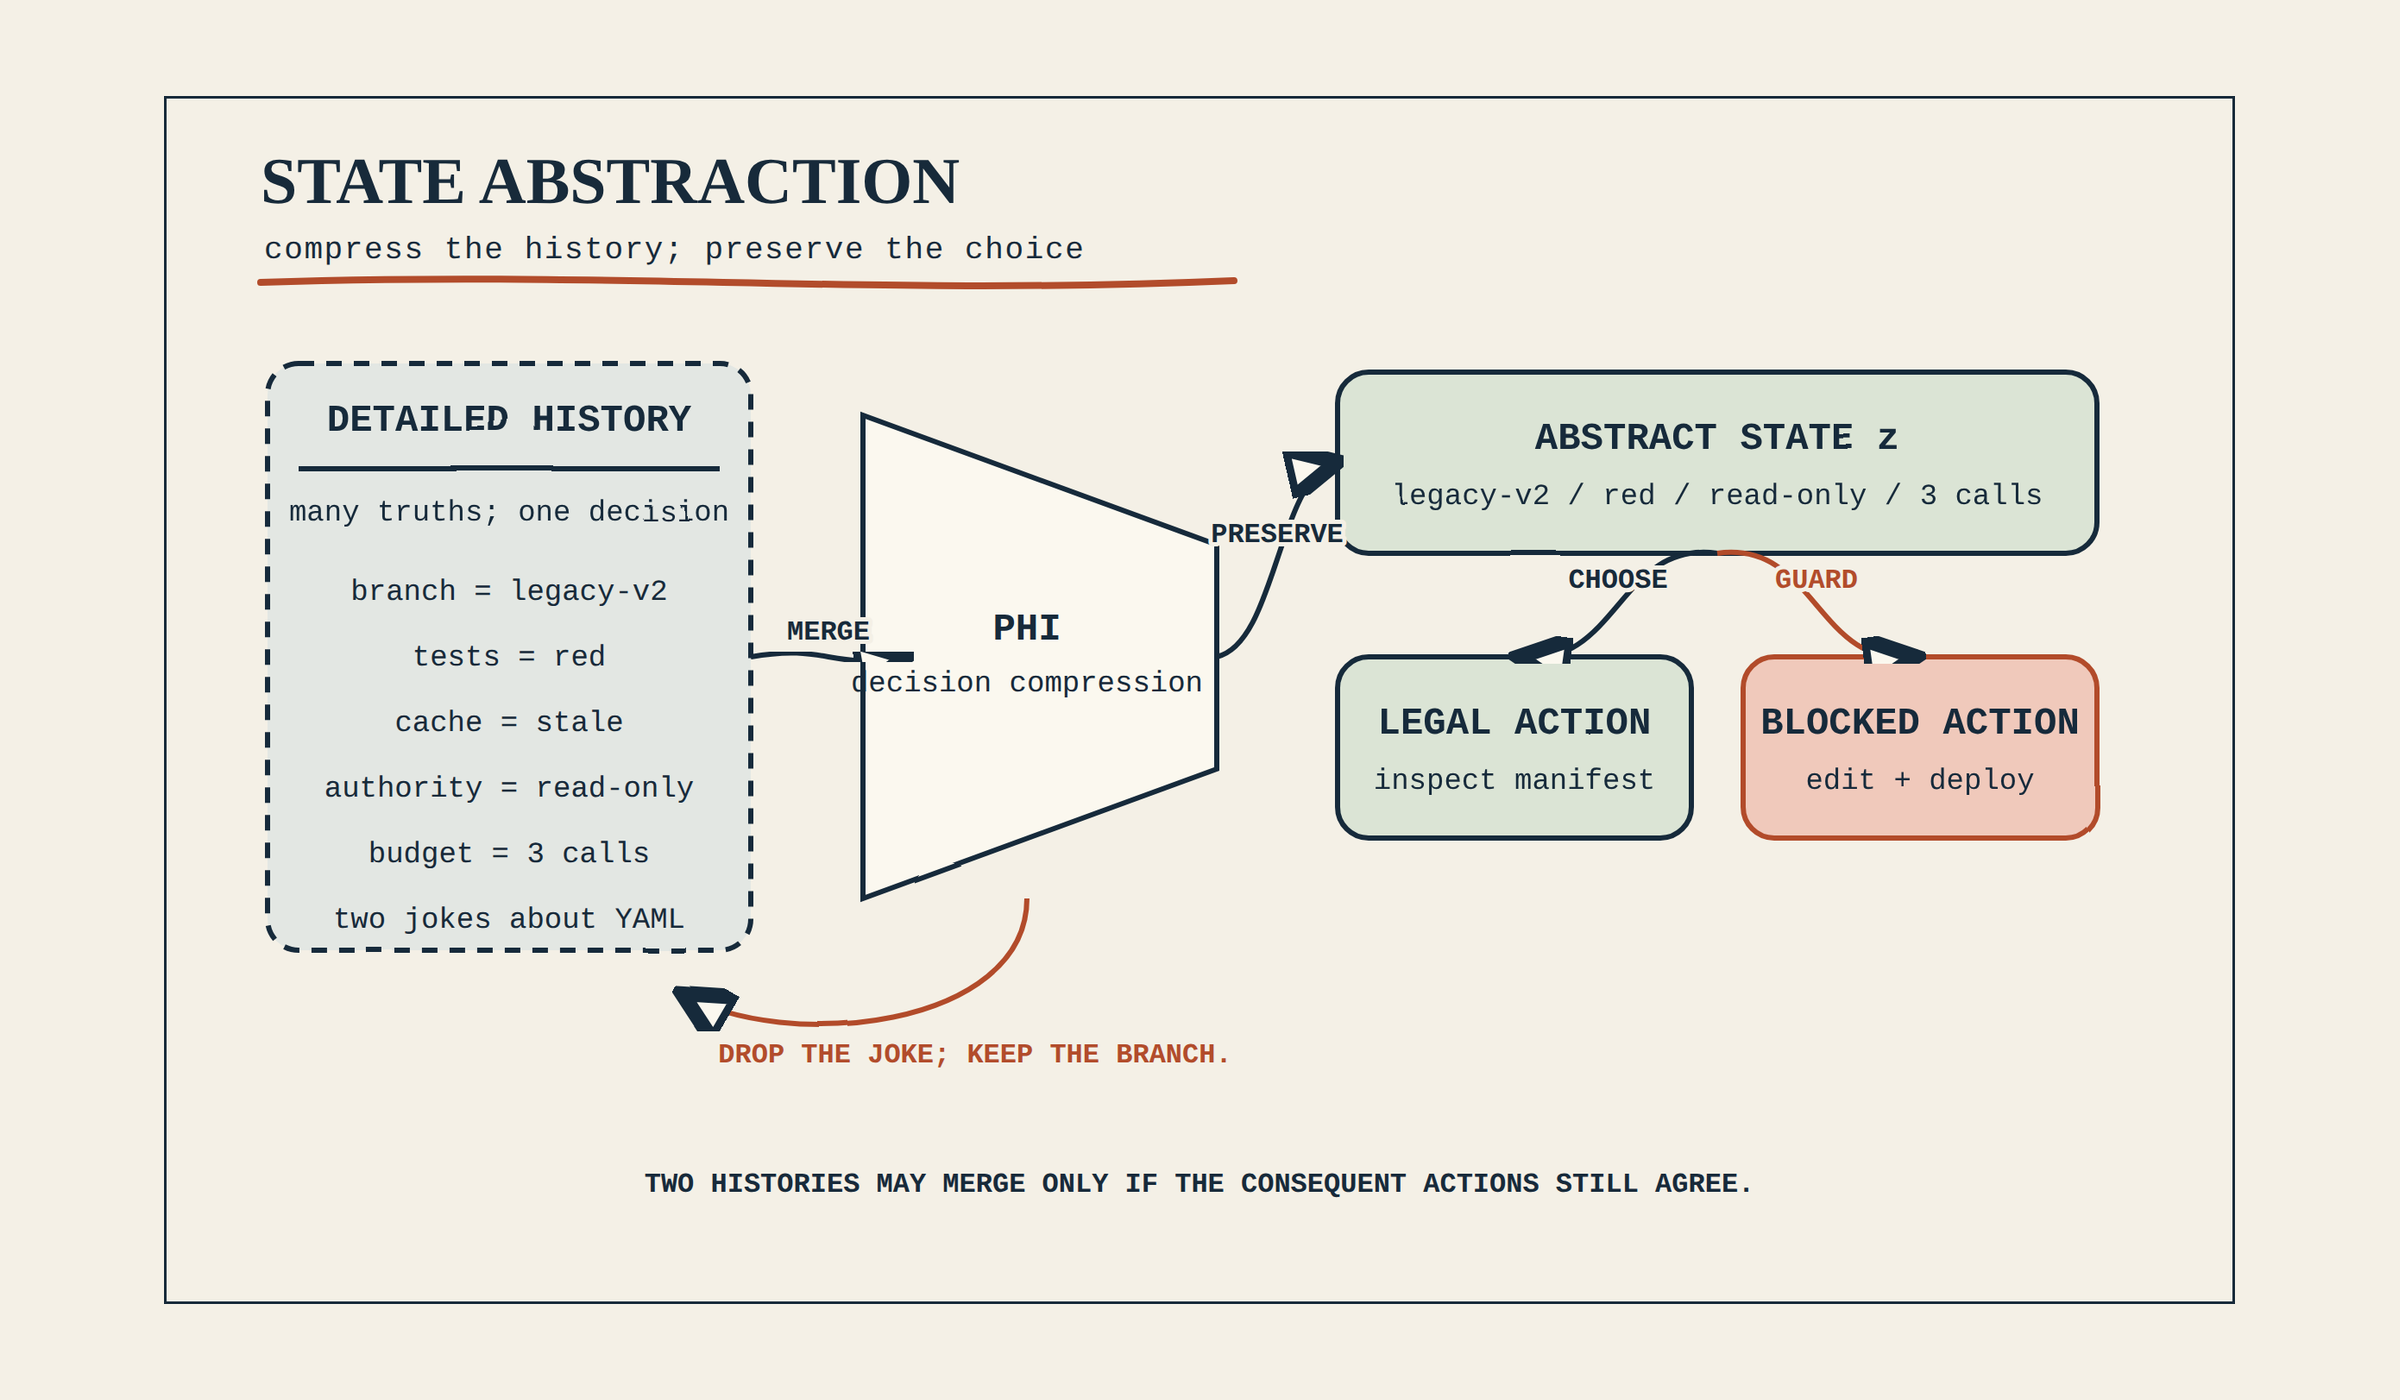 STATE ABSTRACTION
compress the history; preserve the choice
DETAILED HISTORY
many truths; one decision
branch = legacy-v2
tests = red
cache = stale
authority = read-only
budget = 3 calls
two jokes about YAML
MERGE
PHI
decision compression
PRESERVE
ABSTRACT STATE z
legacy-v2 / red / read-only / 3 calls
CHOOSE
GUARD
LEGAL ACTION
inspect manifest
BLOCKED ACTION
edit + deploy
DROP THE JOKE; KEEP THE BRANCH.
TWO HISTORIES MAY MERGE ONLY IF THE CONSEQUENT ACTIONS STILL AGREE.